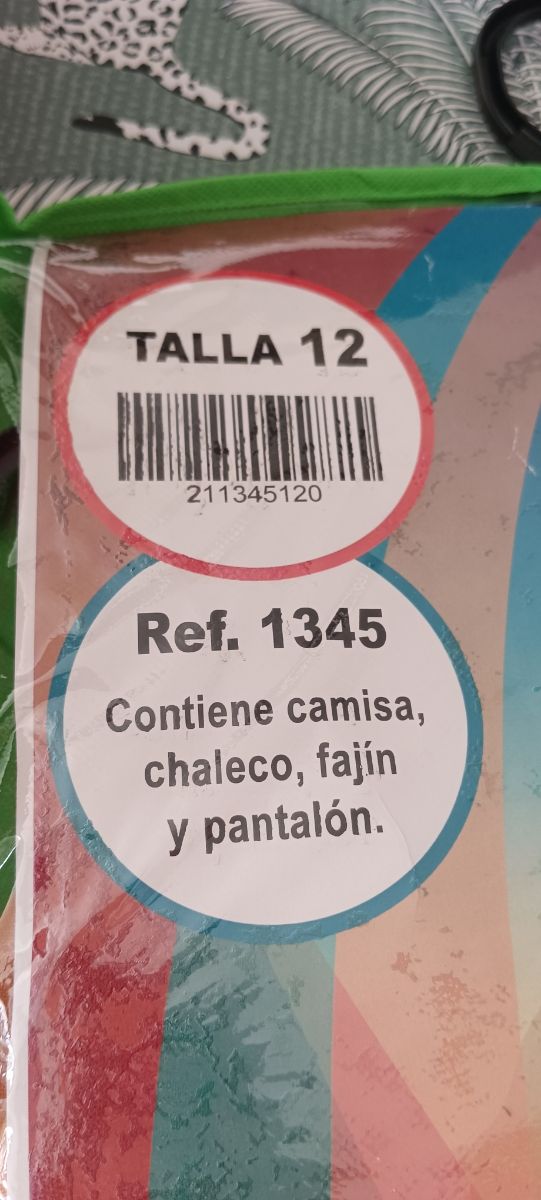 TALLA 12
211345120
Ref. 1345
Contiene camisa,
chaleco, fajín
y pantalón.